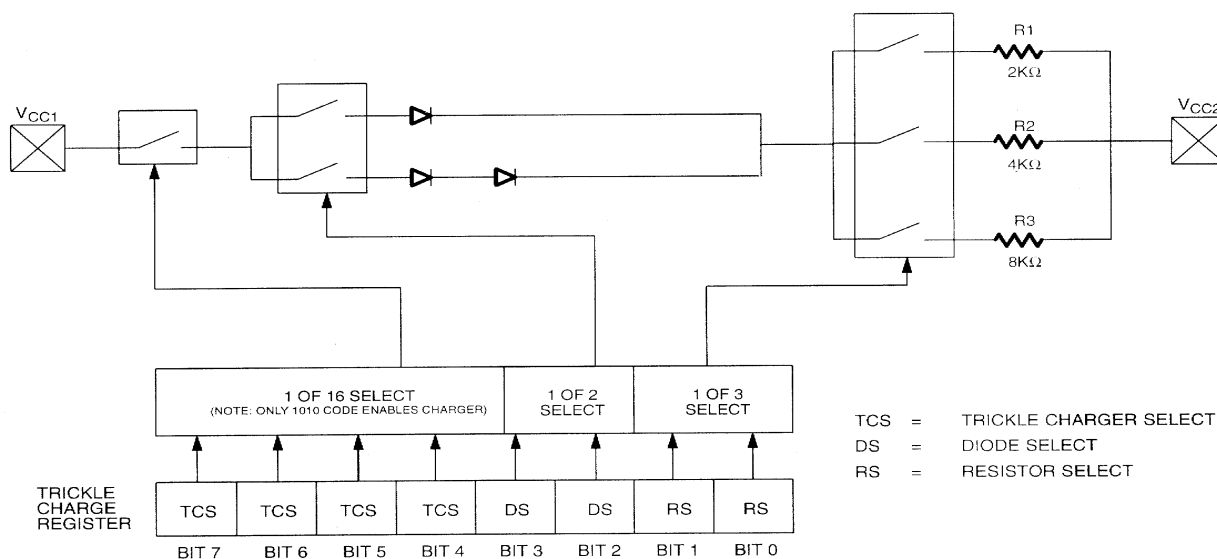 R1
2KΩ
VCC1
VCC2
R2
4KΩ
R3
8KΩ
1 OF 16 SELECT
(NOTE: ONLY 1010 CODE ENABLES CHARGER)
1 OF 2
SELECT
1 OF 3
SELECT
TCS = TRICKLE CHARGER SELECT
DS = DIODE SELECT
RS = RESISTOR SELECT
TRICKLE
CHARGE
REGISTER
TCS TCS TCS TCS DS DS RS RS
BIT 7 BIT 6 BIT 5 BIT 4 BIT 3 BIT 2 BIT 1 BIT 0